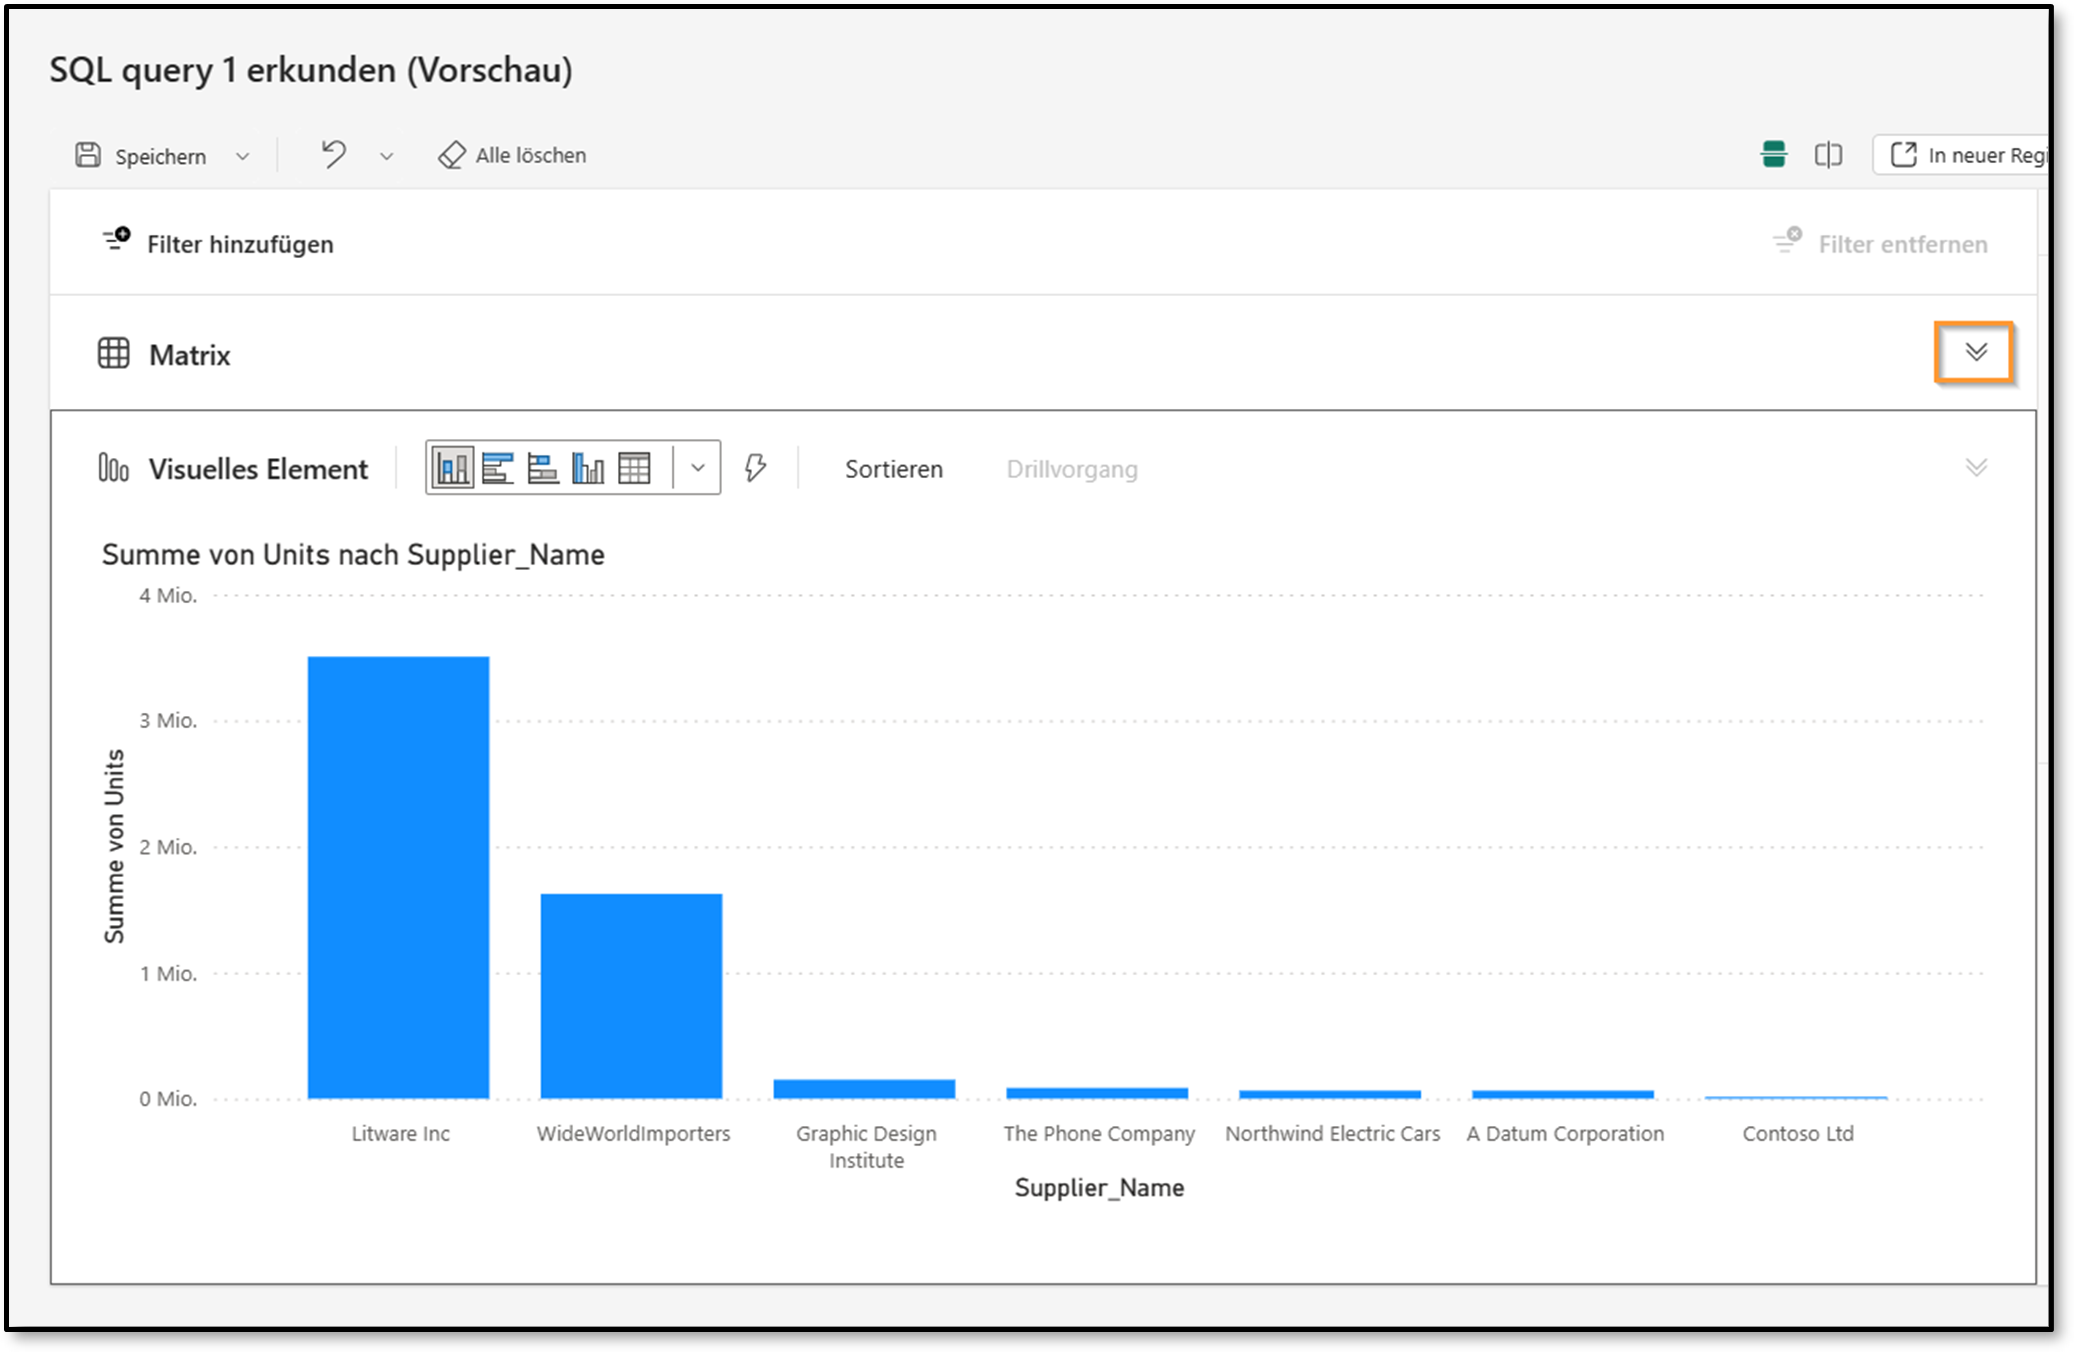 SQL query 1 erkunden (Vorschau)
Speichern
Alle löschen
In neuer Regi
Filter hinzufügen
Filter entfernen
Matrix
Visuelles Element
Sortieren
Drillvorgang
Summe von Units nach Supplier_Name
4 Mio.
3 Mio.
2 Mio.
1 Mio.
0 Mio.
Summe von Units
Litware Inc
WideWorldImporters
Graphic Design
Institute
The Phone Company
Northwind Electric Cars
A Datum Corporation
Contoso Ltd
Supplier_Name